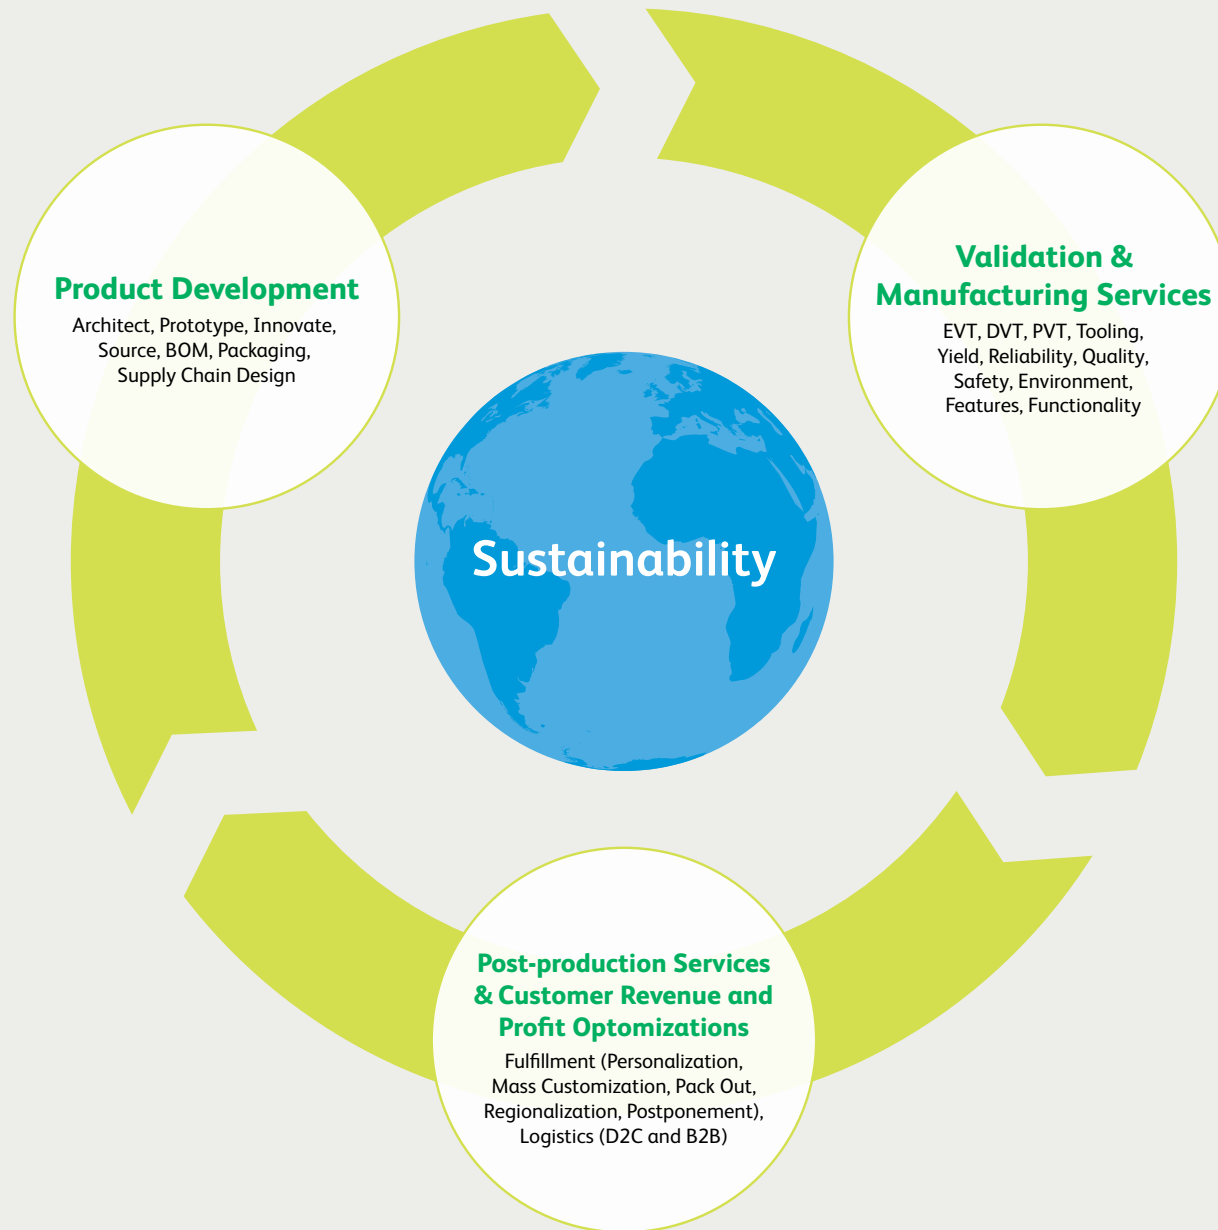 Product Development
Architect, Prototype, Innovate,
Source, BOM, Packaging,
Supply Chain Design
Validation &
Manufacturing Services
EVT, DVT, PVT, Tooling,
Yield, Reliability, Quality,
Safety, Environment,
Features, Functionality
Sustainability
Post-production Services
& Customer Revenue and
Profit Optomizations
Fulfillment (Personalization,
Mass Customization, Pack Out,
Regionalization, Postponement),
Logistics (D2C and B2B)